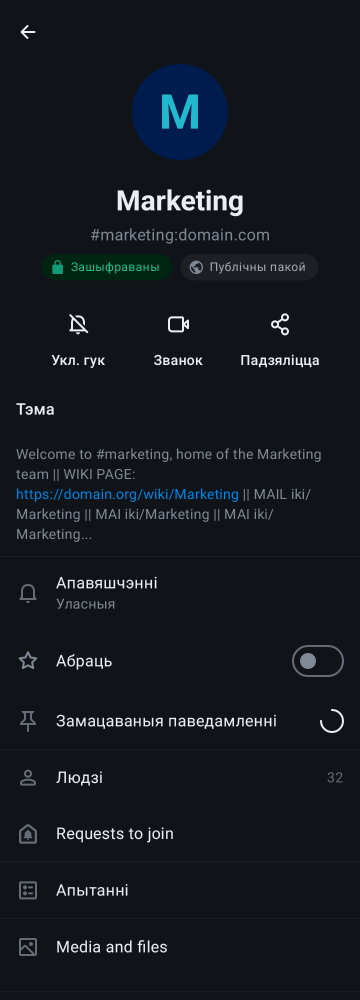 M
Marketing
#marketing:domain.com
Зашыфраваны
Публічны пакой
Укл. гук
Званок
Падзяліцца
Тэма
Welcome to #marketing, home of the Marketing
team || WIKI PAGE:
https://domain.org/wiki/Marketing || MAIL iki/
Marketing || MAI iki/Marketing || MAI iki/
Marketing...
Апавяшчэнні
Уласныя
Абраць
Замацаваныя паведамленні
Людзі 32
Requests to join
Апытанні
Media and files